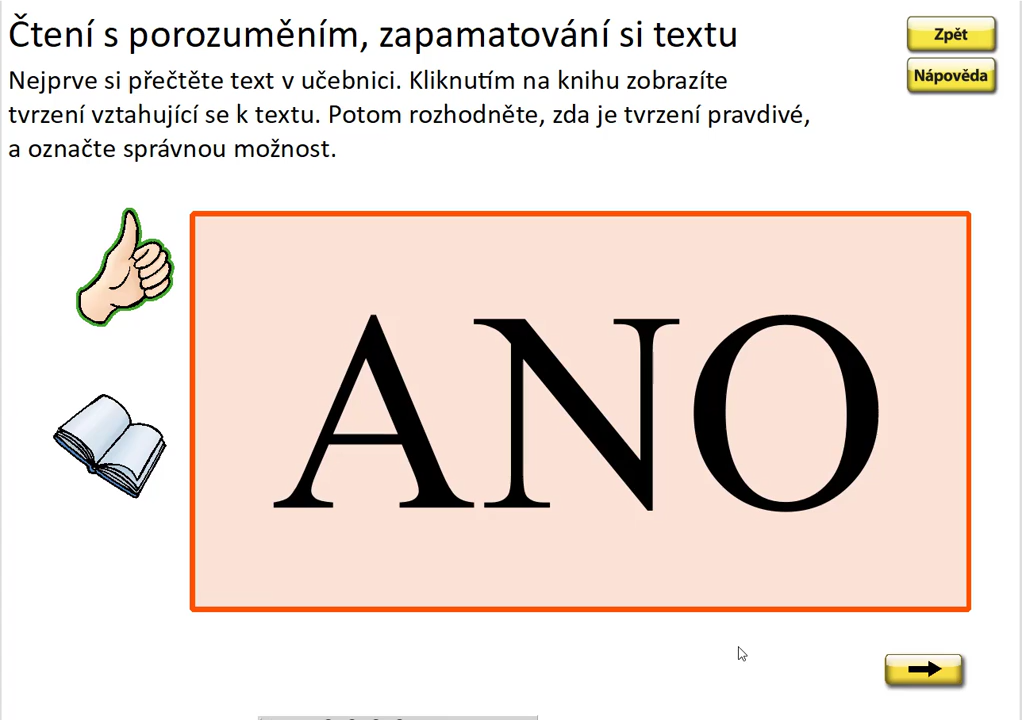 Čtení s porozuměním, zapamatování si textu
Zpět
Nápověda
Nejprve si přečtěte text v učebnici. Kliknutím na knihu zobrazíte
tvrzení vztahující se k textu. Potom rozhodněte, zda je tvrzení pravdivé,
a označte správnou možnost.
ANO